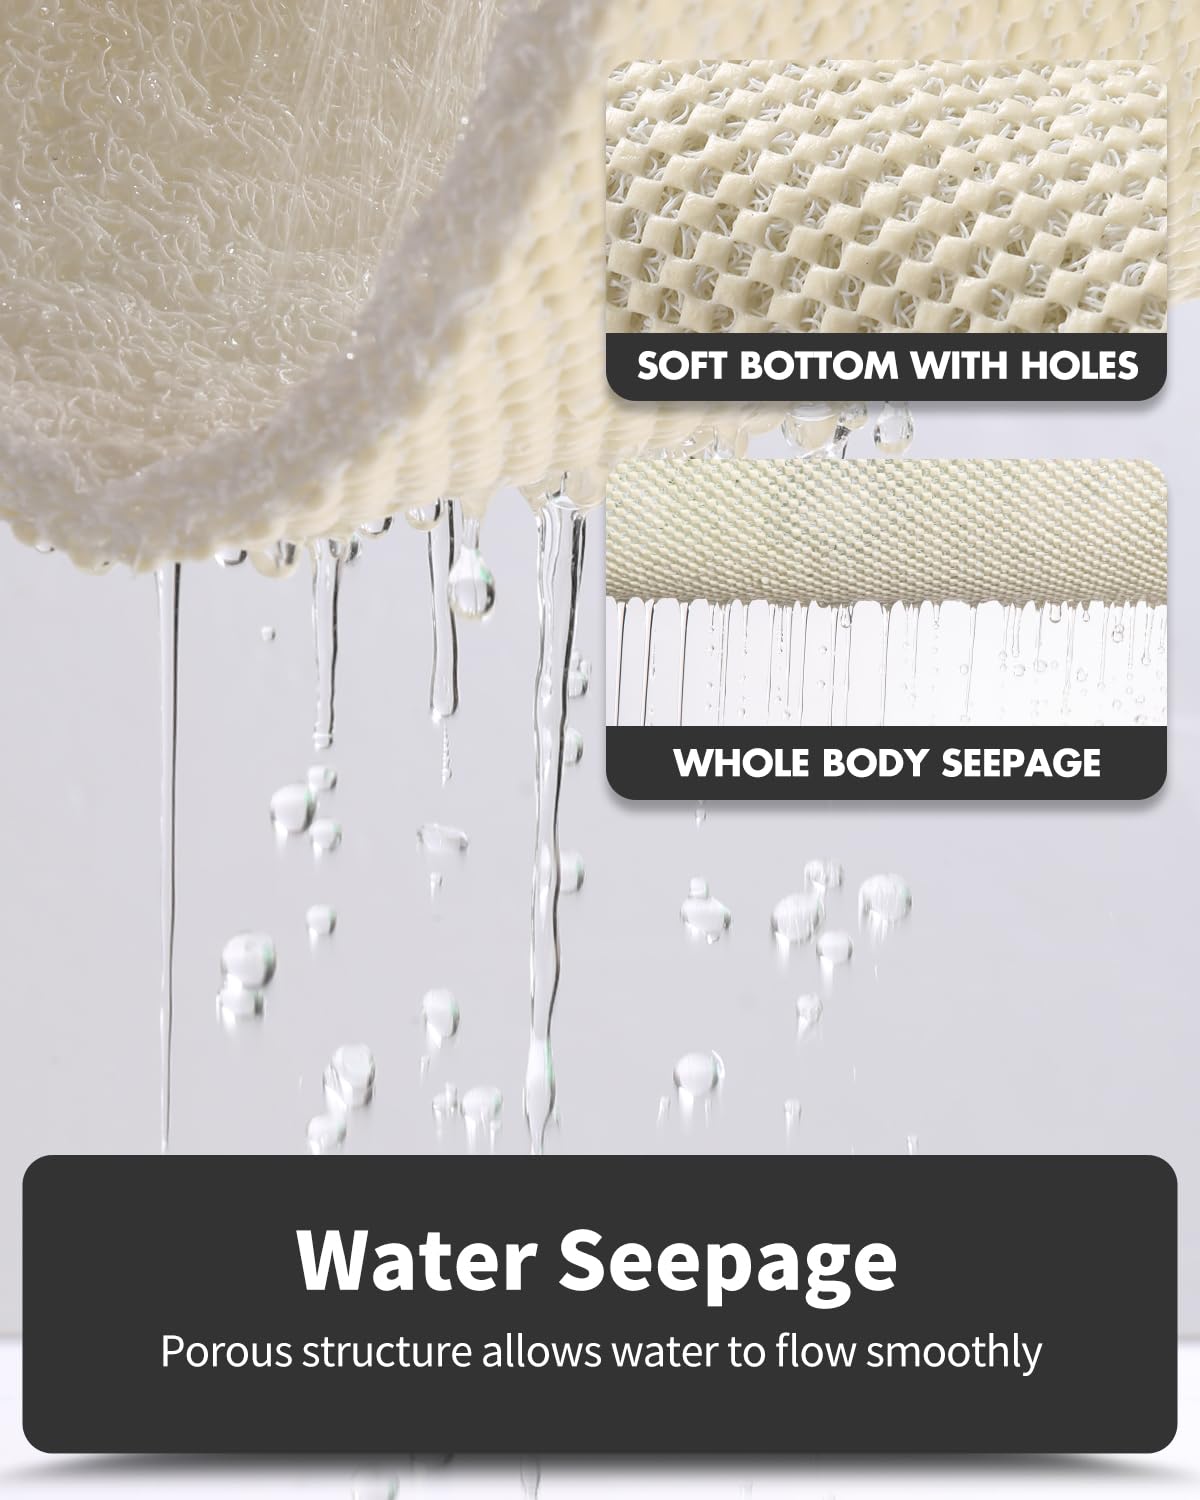 SOFT BOTTOM WITH HOLES
WHOLE BODY SEEPAGE
Water Seepage
Porous structure allows water to flow smoothly